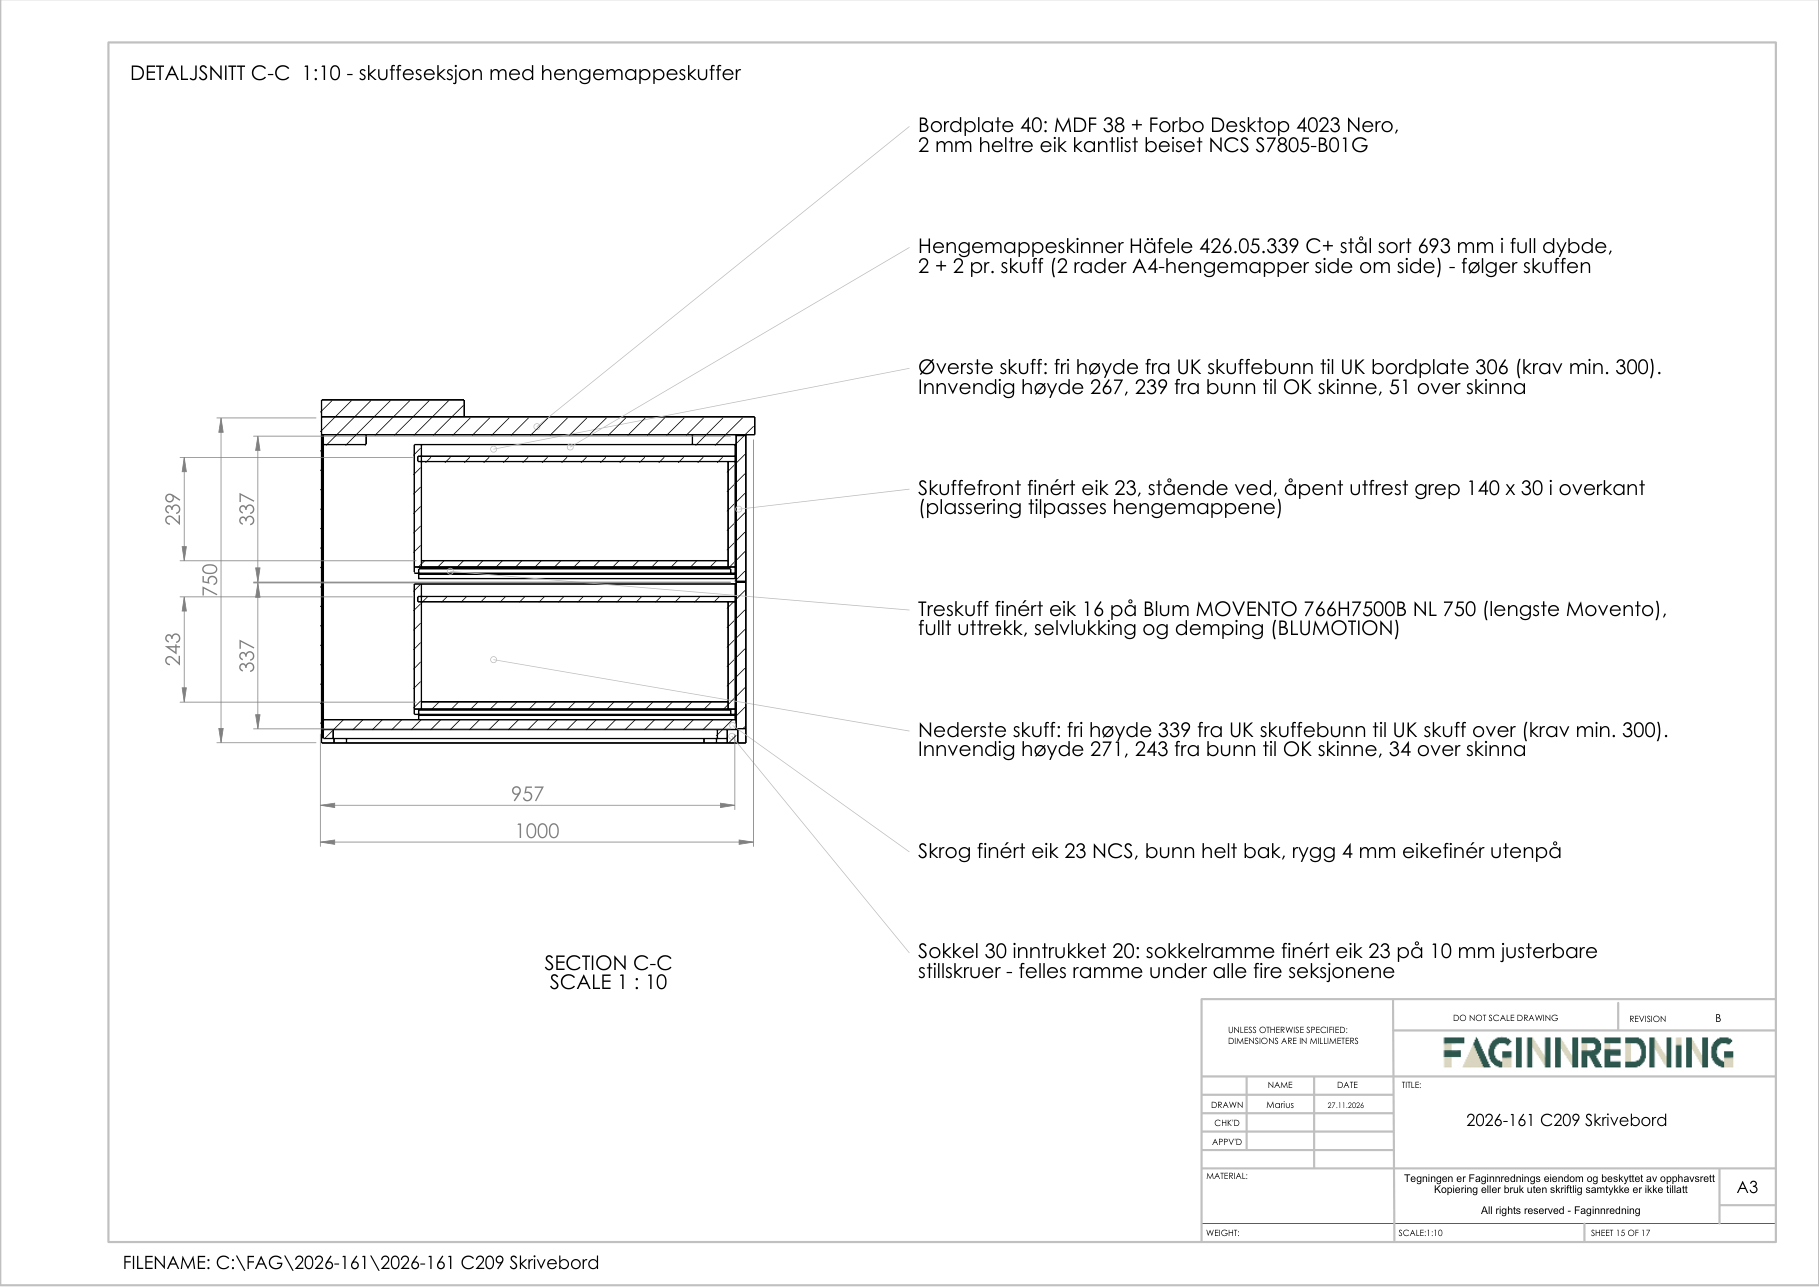 DETALJSNITT C-C 1:10 - skuffeseksjon med hengemappeskuffer
Bordplate 40: MDF 38 + Forbo Desktop 4023 Nero,
2 mm heltre eik kantlist beiset NCS S7805-B01G
Hengemappeskinner Häfele 426.05.339 C+ stål sort 693 mm i full dybde,
2 + 2 pr. skuff (2 rader A4-hengemapper side om side) - følger skuffen
Øverste skuff: fri høyde fra UK skuffebunn til UK bordplate 306 (krav min. 300).
Innvendig høyde 267, 239 fra bunn til OK skinne, 51 over skinna
Skuffefront finért eik 23, stående ved, åpent utfrest grep 140 x 30 i overkant
(plassering tilpasses hengemappene)
Treskuff finért eik 16 på Blum MOVENTO 766H7500B NL 750 (lengste Movento),
fullt uttrekk, selvlukking og demping (BLUMOTION)
Nederste skuff: fri høyde 339 fra UK skuffebunn til UK skuff over (krav min. 300).
Innvendig høyde 271, 243 fra bunn til OK skinne, 34 over skinna
Skrog finért eik 23 NCS, bunn helt bak, rygg 4 mm eikefinér utenpå
Sokkel 30 inntrukket 20: sokkelramme finért eik 23 på 10 mm justerbare
stillskruer - felles ramme under alle fire seksjonene
239
337
750
243
337
957
1000
SECTION C-C
SCALE 1 : 10
UNLESS OTHERWISE SPECIFIED:
DIMENSIONS ARE IN MILLIMETERS
DO NOT SCALE DRAWING
REVISION B
FAGINNREDNING
NAME DATE
DRAWN Marius 27.11.2026
CHK'D
APPV'D
TITLE:
2026-161 C209 Skrivebord
MATERIAL:
Tegningen er Faginnrednings eiendom og beskyttet av opphavsrett
Kopiering eller bruk uten skriftlig samtykke er ikke tillatt
All rights reserved - Faginnredning
A3
WEIGHT:
SCALE:1:10
SHEET 15 OF 17
FILENAME: C:\FAG\2026-161\2026-161 C209 Skrivebord